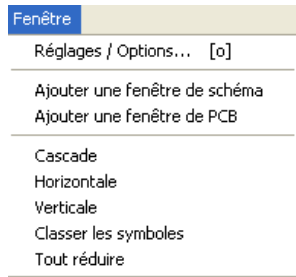 Fenêtre
Réglages / Options... [o]
Ajouter une fenêtre de schéma
Ajouter une fenêtre de PCB
Cascade
Horizontale
Verticale
Classer les symboles
Tout réduire